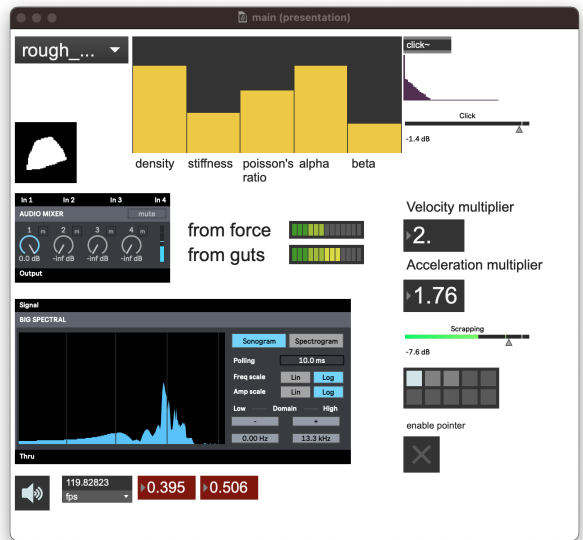 main (presentation)
rough_...
click~
Click
-1.4 dB
density
stiffness
poisson's
ratio
alpha
beta
In 1
In 2
In 3
In 4
AUDIO MIXER
mute
1 m
2 m
3 m
4 m
0.0 dB
-inf dB
-inf dB
-inf dB
Output
from force
from guts
Velocity multiplier
2.
Acceleration multiplier
1.76
Scrapping
-7.6 dB
Signal
BIG SPECTRAL
Sonogram
Spectrogram
Polling
10.0 ms
Freq scale
Lin
Log
Amp scale
Lin
Log
Low
Domain
High
-
+
0.00 Hz
13.3 kHz
Thru
enable pointer
119.82823
fps
0.395
0.506